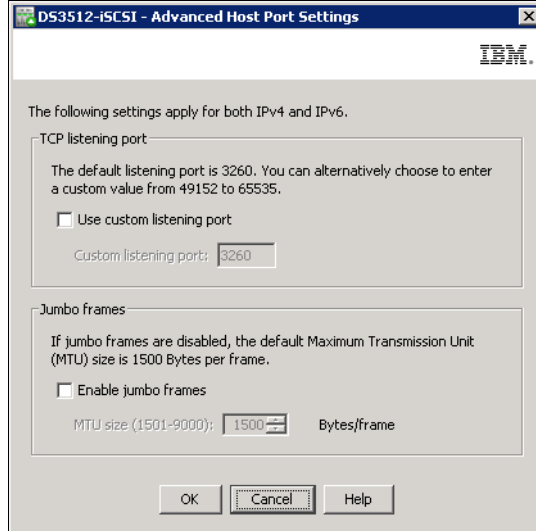 DS3512-iSCSI - Advanced Host Port Settings
IBM.
The following settings apply for both IPv4 and IPv6.
TCP listening port
The default listening port is 3260. You can alternatively choose to enter
a custom value from 49152 to 65535.
Use custom listening port
Custom listening port: 3260
Jumbo frames
If jumbo frames are disabled, the default Maximum Transmission Unit
(MTU) size is 1500 Bytes per frame.
Enable jumbo frames
MTU size (1501-9000): 1500 Bytes/frame
OK Cancel Help